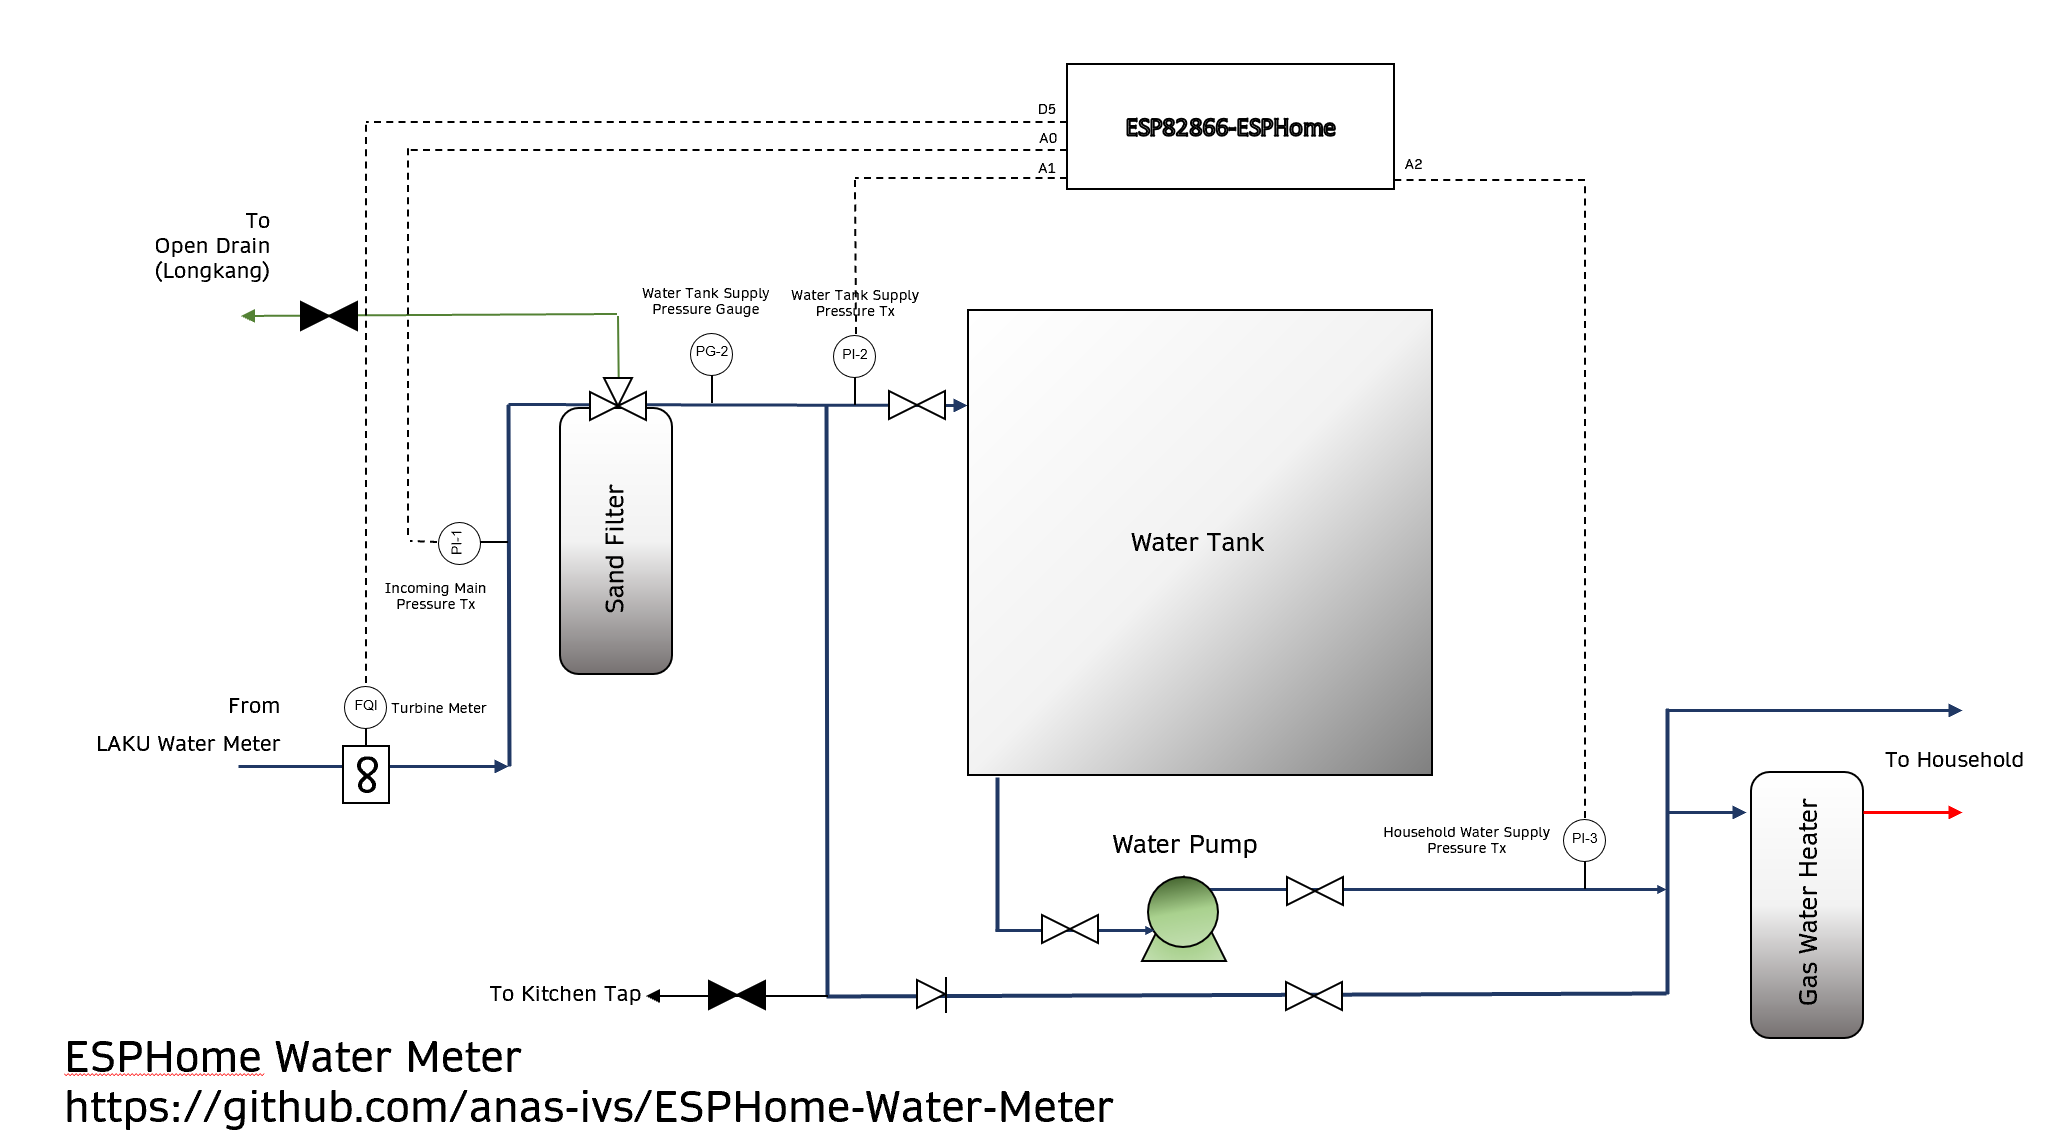 D5
ESP82866-ESPHome
A0
A1
A2
To
Open Drain
(Longkang)
Water Tank Supply
Pressure Gauge
Water Tank Supply
Pressure Tx
PG-2
PI-2
PI-1
Sand Filter
Water Tank
Incoming Main
Pressure Tx
From
LAKU Water Meter
FQI
Turbine Meter
8
To Household
Water Pump
Household Water Supply
Pressure Tx
PI-3
Gas Water Heater
To Kitchen Tap
ESPHome Water Meter
https://github.com/anas-ivs/ESPHome-Water-Meter